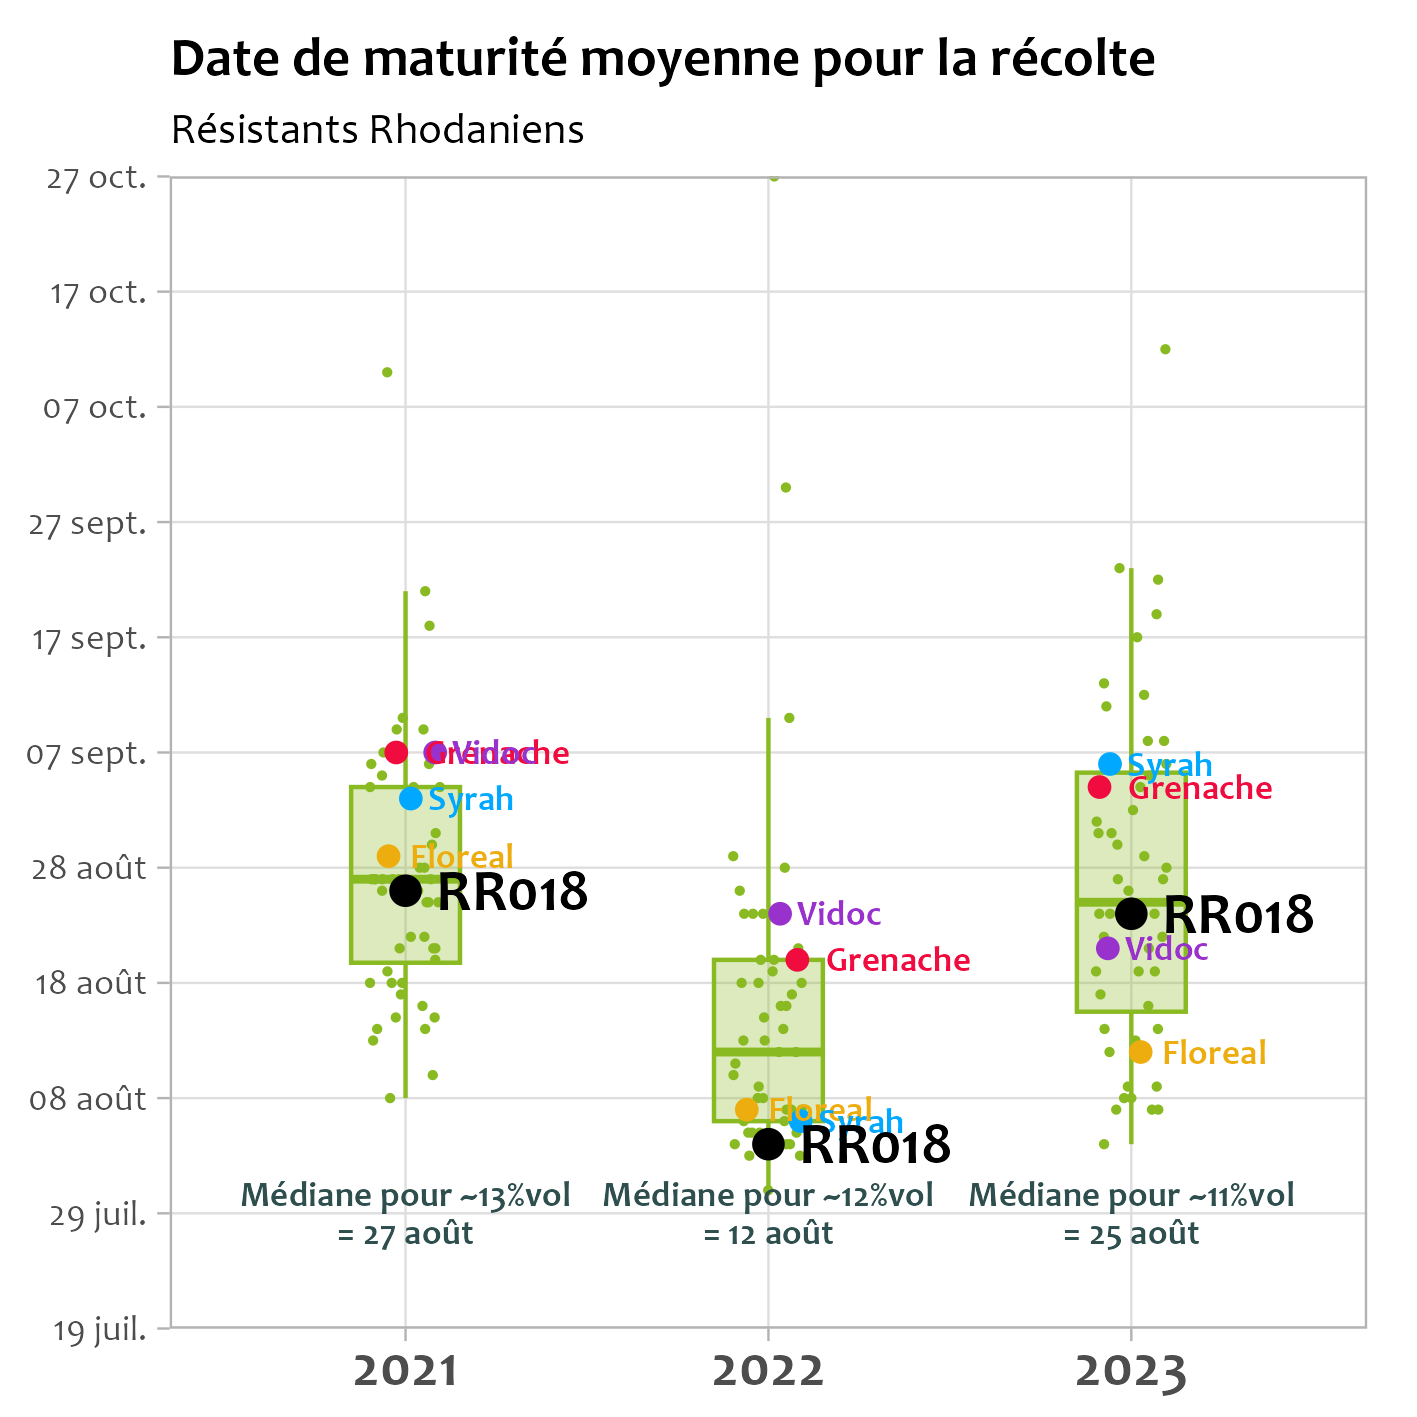 Date de maturité moyenne pour la récolte
Résistants Rhodaniens
27 oct.
17 oct.
07 oct.
27 sept.
17 sept.
07 sept.
28 août
18 août
08 août
29 juil.
19 juil.
Grenache
Vidoc
Syrah
Floreal
RR018
Médiane pour ~13%vol
= 27 août
Vidoc
Grenache
Floreal
Syrah
RR018
Médiane pour ~12%vol
= 12 août
Syrah
Grenache
RR018
Vidoc
Floreal
Médiane pour ~11%vol
= 25 août
2021
2022
2023